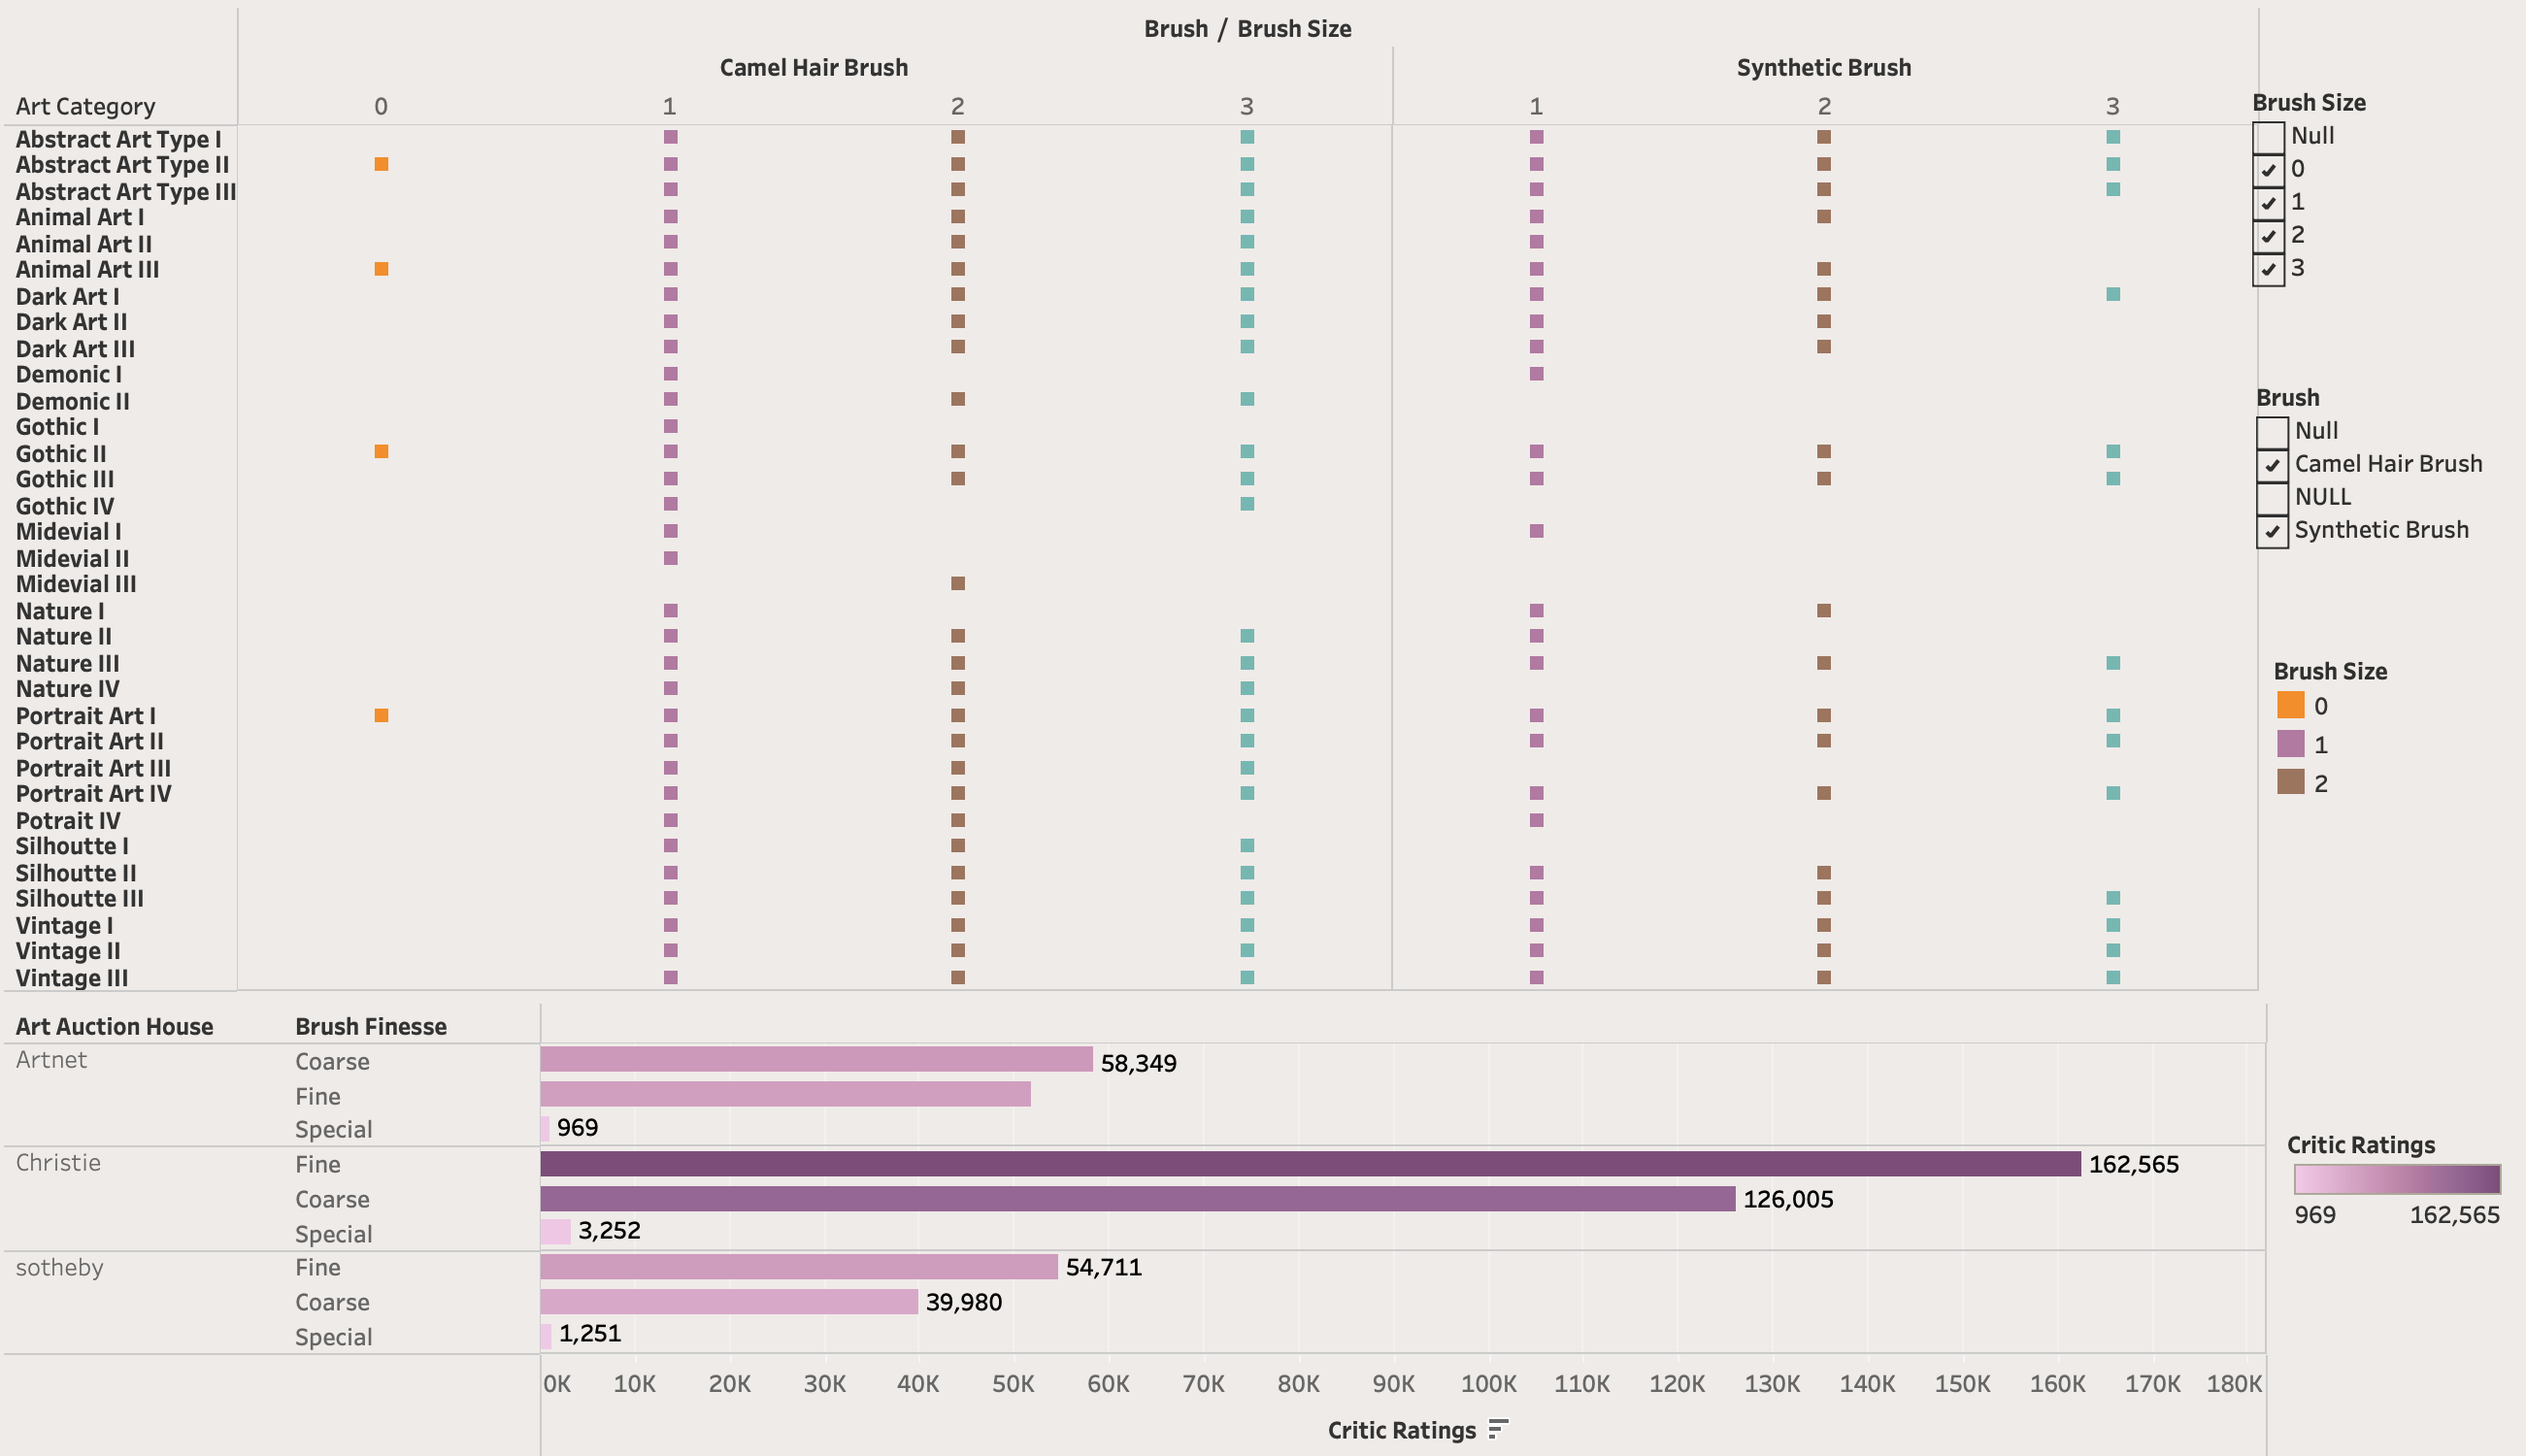 Brush / Brush Size
Camel Hair Brush Synthetic Brush
Art Category 0 1 2 3 1 2 3
Abstract Art Type I
Abstract Art Type II
Abstract Art Type III
Animal Art I
Animal Art II
Animal Art III
Dark Art I
Dark Art II
Dark Art III
Demonic I
Demonic II
Gothic I
Gothic II
Gothic III
Gothic IV
Midevial I
Midevial II
Midevial III
Nature I
Nature II
Nature III
Nature IV
Portrait Art I
Portrait Art II
Portrait Art III
Portrait Art IV
Potrait IV
Silhoutte I
Silhoutte II
Silhoutte III
Vintage I
Vintage II
Vintage III
Brush Size
Null
0
1
2
3
Brush
Null
Camel Hair Brush
NULL
Synthetic Brush
Brush Size
0
1
2
Art Auction House Brush Finesse
Artnet Coarse 58,349
Fine
Special 969
Christie Fine 162,565
Coarse 126,005
Special 3,252
sotheby Fine 54,711
Coarse 39,980
Special 1,251
0K 10K 20K 30K 40K 50K 60K 70K 80K 90K 100K 110K 120K 130K 140K 150K 160K 170K 180K
Critic Ratings
Critic Ratings
969 162,565